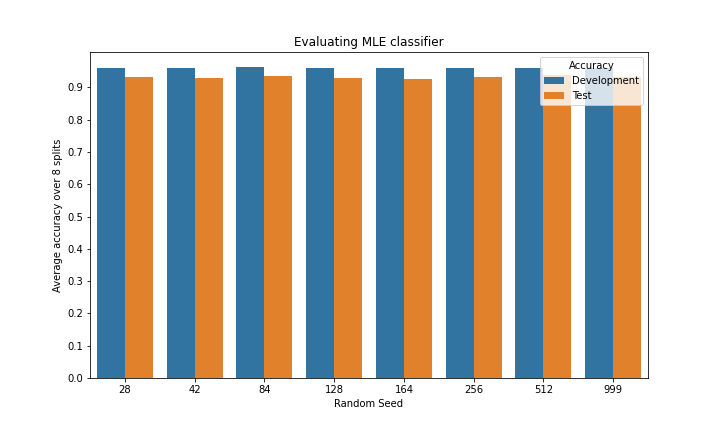 Evaluating MLE classifier
Accuracy
Development
Test
Average accuracy over 8 splits
0.9
0.8
0.7
0.6
0.5
0.4
0.3
0.2
0.1
0.0
28 42 84 128 164 256 512 999
Random Seed